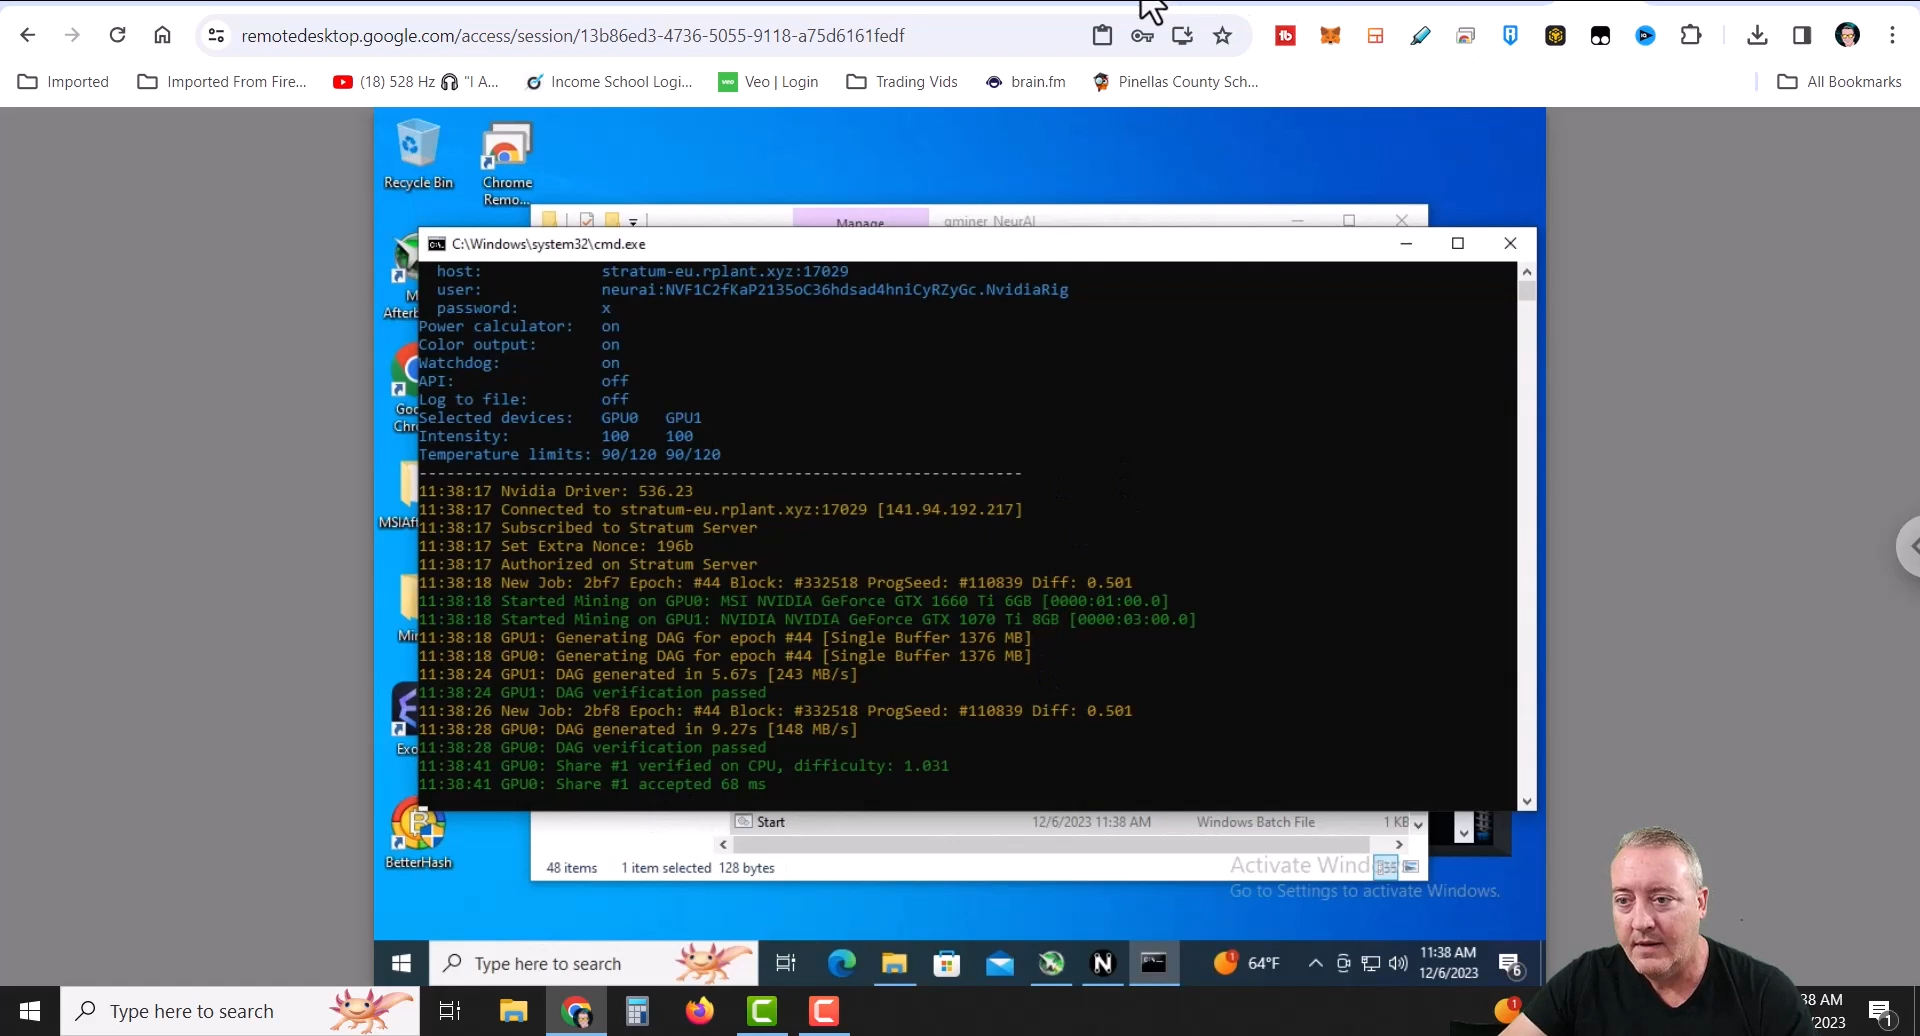 remotedesktop.google.com/access/session/13b86ed3-4736-5055-9118-a75d6161fedf
Imported
Imported From Fire...
(18) 528 Hz 🎧 "I A...
Income School Logi...
Veo | Login
Trading Vids
brain.fm
Pinellas County Sch...
All Bookmarks
Recycle Bin
Chrome
Remo...
Manage
gminer_NeurAI
C:\Windows\system32\cmd.exe
host: stratum-eu.rplant.xyz:17029
user: neurai:NVF1C2fKaP2135oC36hdsad4hniCyRZyGc.NvidiaRig
password: x
Power calculator: on
Color output: on
Watchdog: on
API: off
Log to file: off
Selected devices: GPU0 GPU1
Intensity: 100 100
Temperature limits: 90/120 90/120
----------------------------------------------------------------
11:38:17 Nvidia Driver: 536.23
11:38:17 Connected to stratum-eu.rplant.xyz:17029 [141.94.192.217]
11:38:17 Subscribed to Stratum Server
11:38:17 Set Extra Nonce: 196b
11:38:17 Authorized on Stratum Server
11:38:18 New Job: 2bf7 Epoch: #44 Block: #332518 ProgSeed: #110839 Diff: 0.501
11:38:18 Started Mining on GPU0: MSI NVIDIA GeForce GTX 1660 Ti 6GB [0000:01:00.0]
11:38:18 Started Mining on GPU1: NVIDIA NVIDIA GeForce GTX 1070 Ti 8GB [0000:03:00.0]
11:38:18 GPU1: Generating DAG for epoch #44 [Single Buffer 1376 MB]
11:38:18 GPU0: Generating DAG for epoch #44 [Single Buffer 1376 MB]
11:38:24 GPU1: DAG generated in 5.67s [243 MB/s]
11:38:24 GPU1: DAG verification passed
11:38:26 New Job: 2bf8 Epoch: #44 Block: #332518 ProgSeed: #110839 Diff: 0.501
11:38:28 GPU0: DAG generated in 9.27s [148 MB/s]
11:38:28 GPU0: DAG verification passed
11:38:41 GPU0: Share #1 verified on CPU, difficulty: 1.031
11:38:41 GPU0: Share #1 accepted 68 ms
M
Afterb
Goo
Chr
MSIAf
Min
Exo
BetterHash
Start 12/6/2023 11:38 AM Windows Batch File 1 KB
48 items 1 item selected 128 bytes
Activate Wind
Go to Settings to activate Windows.
Type here to search
64°F
11:38 AM
12/6/2023
6
Type here to search
1
38 AM
/2023
1